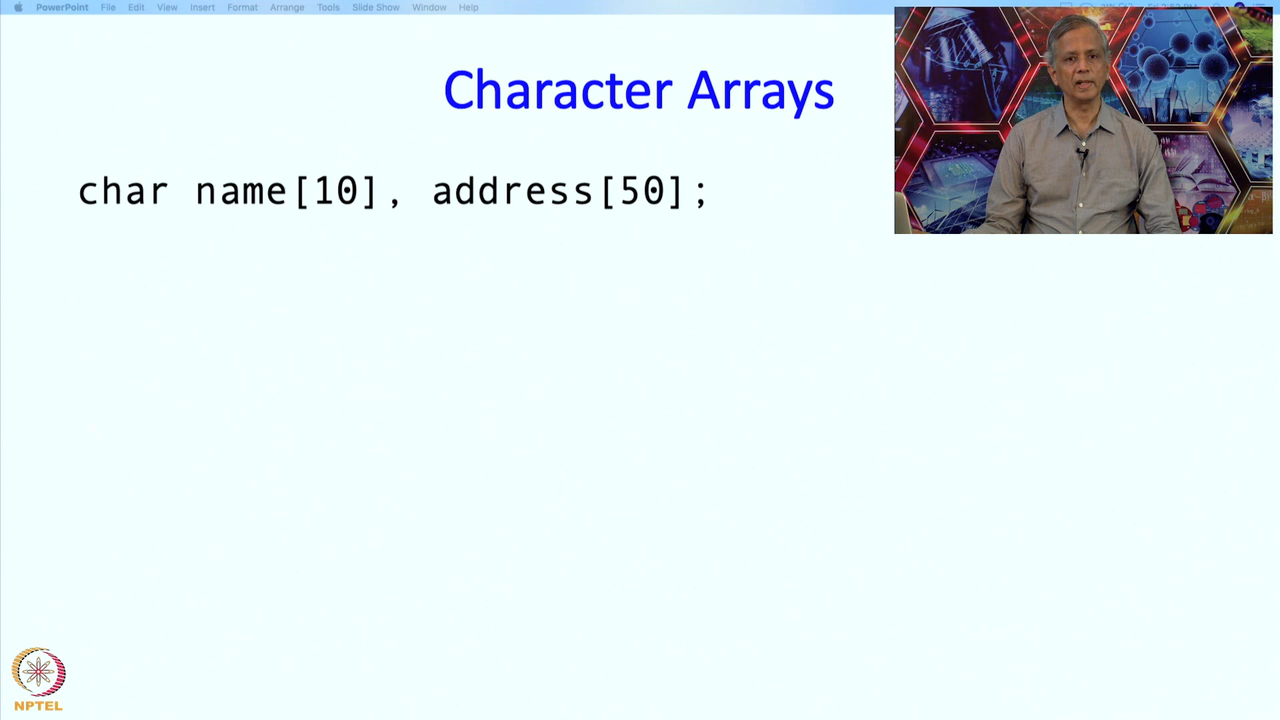 PowerPoint File Edit View Insert Format Arrange Tools Slide Show Window Help
Character Arrays
char name[10], address[50];
NPTEL